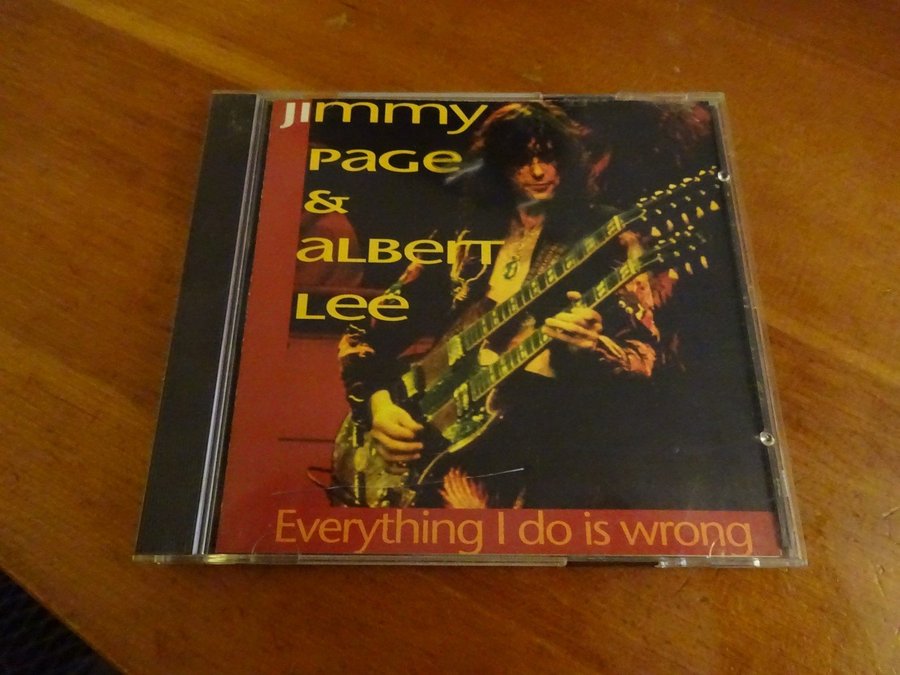 Jimmy
Page
&
Albert
Lee
Everything I do is wrong